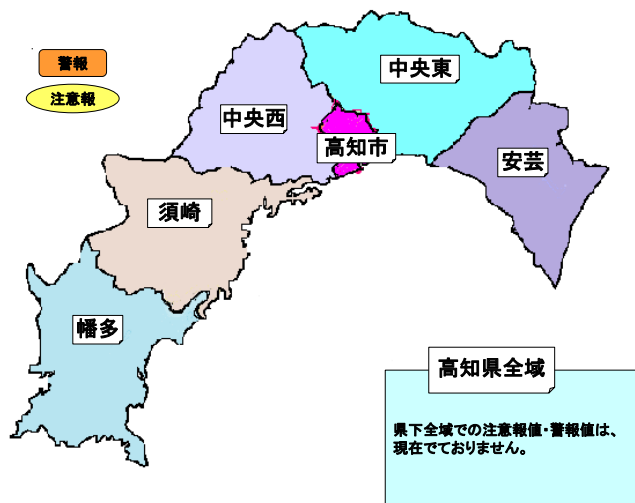 警報
注意報
中央東
中央西
高知市
安芸
須崎
幡多
高知県全域
県下全域での注意報値・警報値は、
現在でておりません。